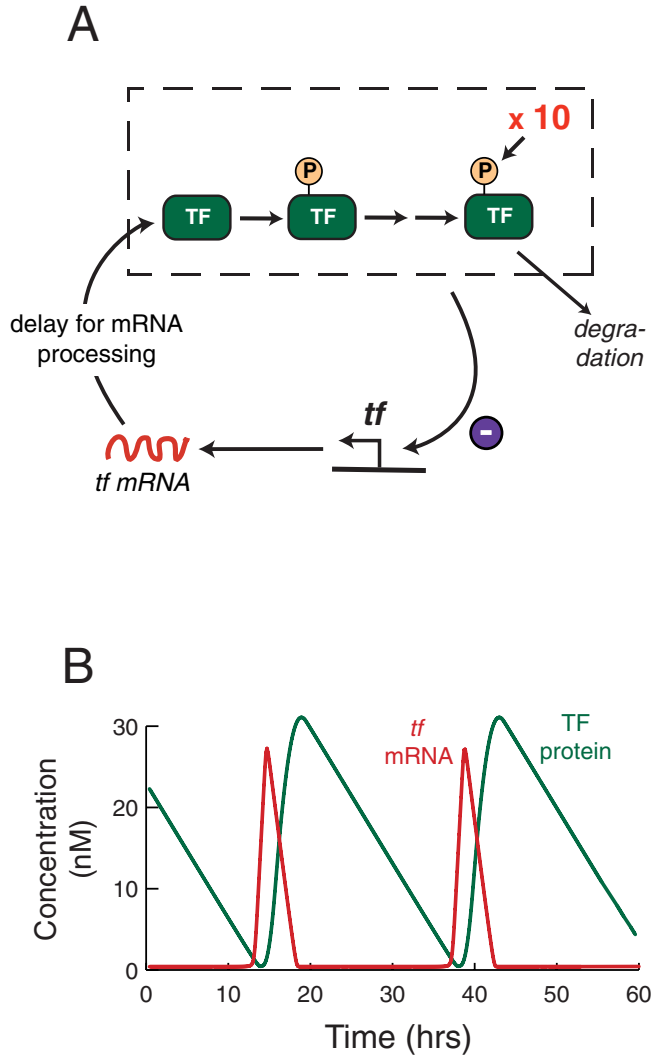 A
x 10
P
P
TF
TF
TF
delay for mRNA
processing
degra-
dation
tf
-
tf mRNA
B
Concentration
(nM)
30
20
10
0
tf
mRNA
TF
protein
0
10
20
30
40
50
60
Time (hrs)